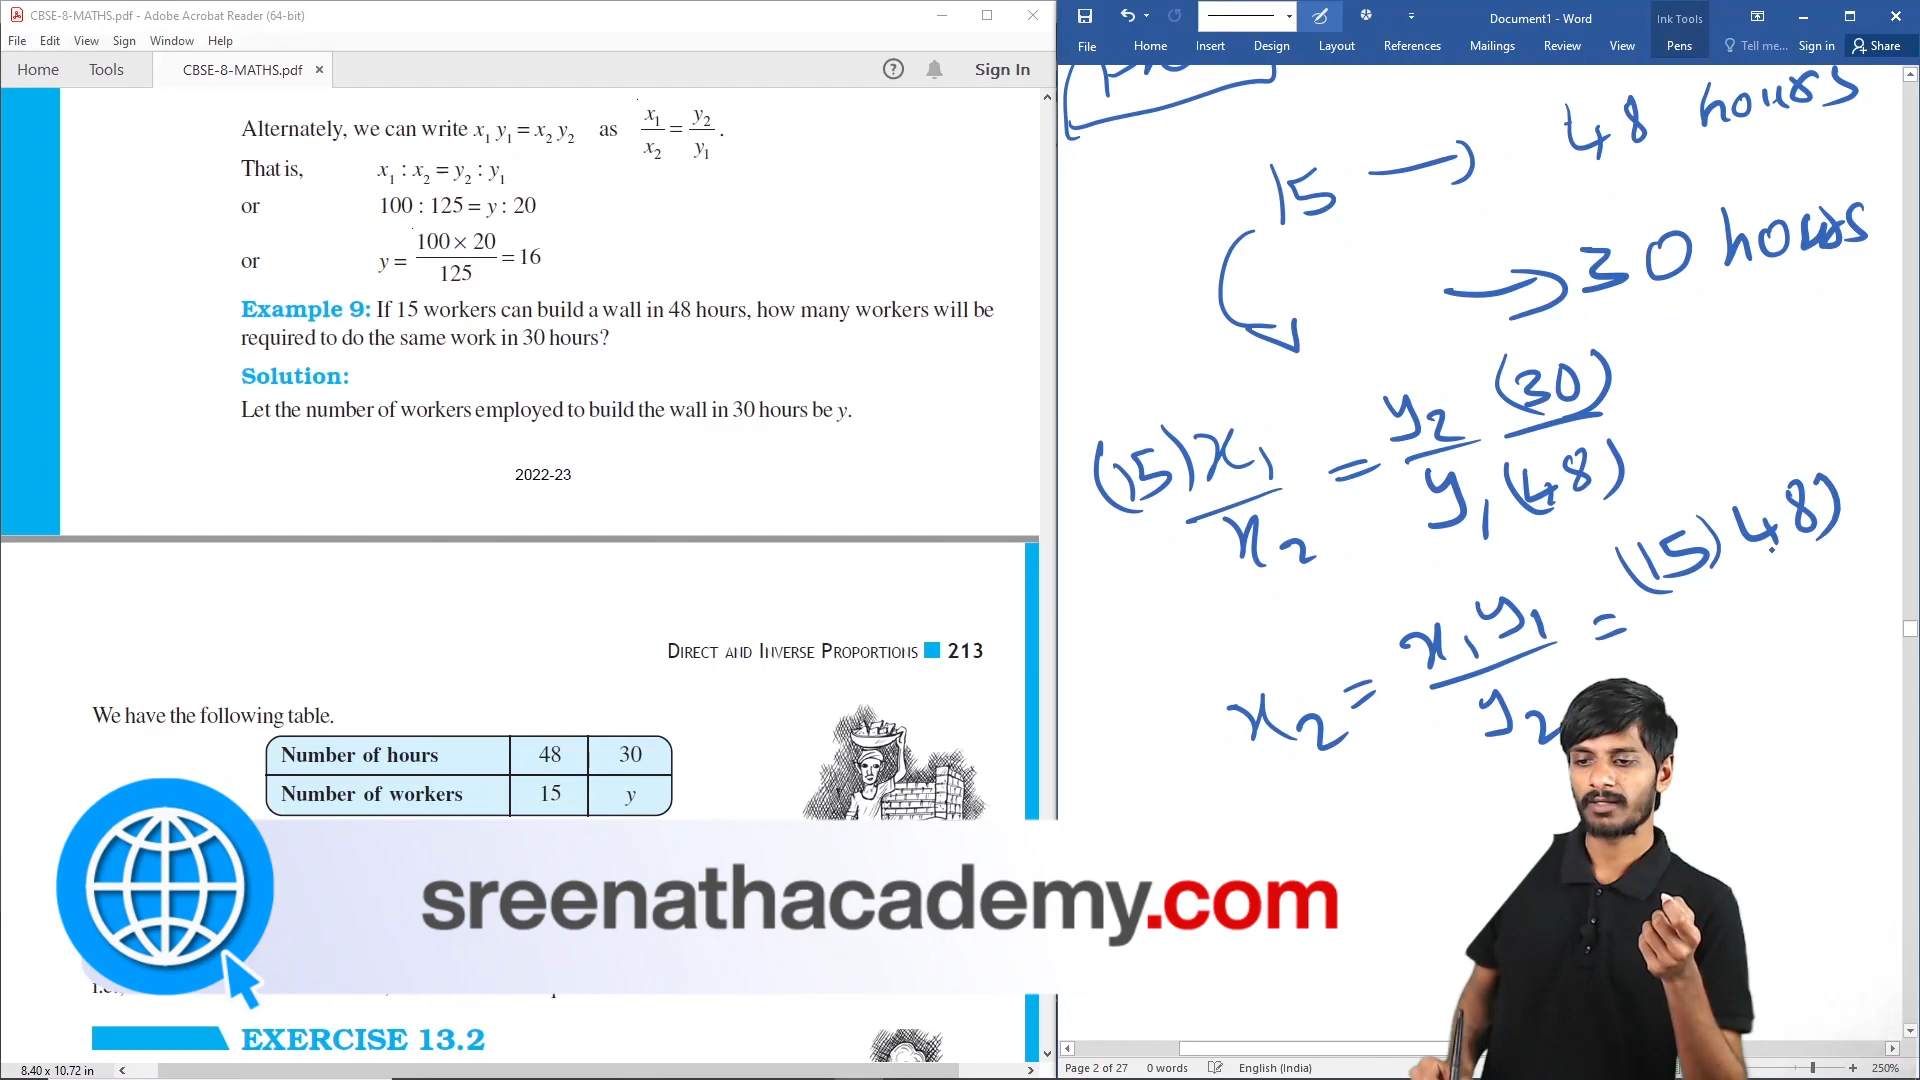 CBSE-8-MATHS.pdf - Adobe Acrobat Reader (64-bit)
File Edit View Sign Window Help
Home Tools CBSE-8-MATHS.pdf × Sign In
Alternately, we can write x₁ y₁ = x₂ y₂ as x₁/x₂ = y₂/y₁ .
That is, x₁ : x₂ = y₂ : y₁
or 100 : 125 = y : 20
or y = (100 × 20)/125 = 16
Example 9: If 15 workers can build a wall in 48 hours, how many workers will be
required to do the same work in 30 hours?
Solution:
Let the number of workers employed to build the wall in 30 hours be y.
2022-23
DIRECT AND INVERSE PROPORTIONS 213
We have the following table.
Number of hours 48 30
Number of workers 15 y
sreenathacademy.com
EXERCISE 13.2
8.40 x 10.72 in
Document1 - Word
Ink Tools
File Home Insert Design Layout References Mailings Review View Pens Tell me... Sign in Share
15 → 48 hours
→ 30 hours
(15) x₁/x₂ = y₂/y₁ (30)/(48)
x₂ = x₁ y₁/y₂ = (15) 48)
Page 2 of 27 0 words English (India) 250%